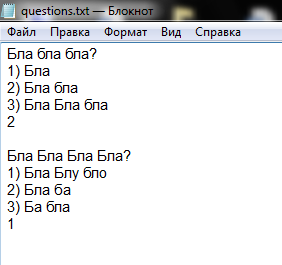 questions.txt — Блокнот
Файл Правка Формат Вид Справка
Бла бла бла?
1) Бла
2) Бла бла
3) Бла Бла бла
2

Бла Бла Бла Бла?
1) Бла Блу бло
2) Бла ба
3) Ба бла
1